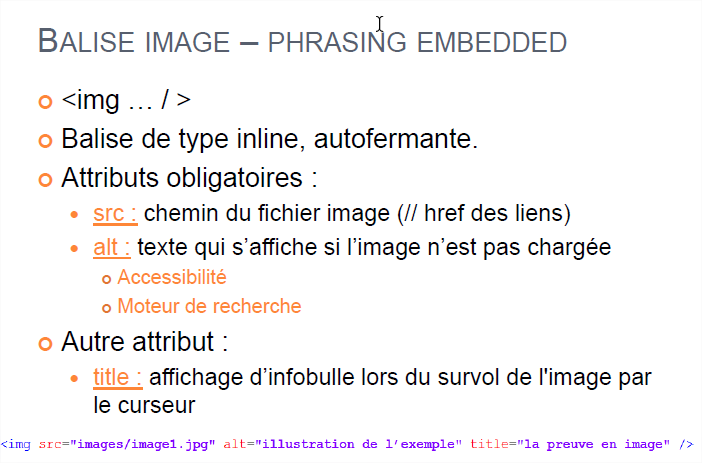 BALISE IMAGE – PHRASING EMBEDDED
<img … / >
Balise de type inline, autofermante.
Attributs obligatoires :
src : chemin du fichier image (// href des liens)
alt : texte qui s’affiche si l’image n’est pas chargée
Accessibilité
Moteur de recherche
Autre attribut :
title : affichage d’infobulle lors du survol de l'image par
le curseur
<img src="images/image1.jpg" alt="illustration de l’exemple" title="la preuve en image" />